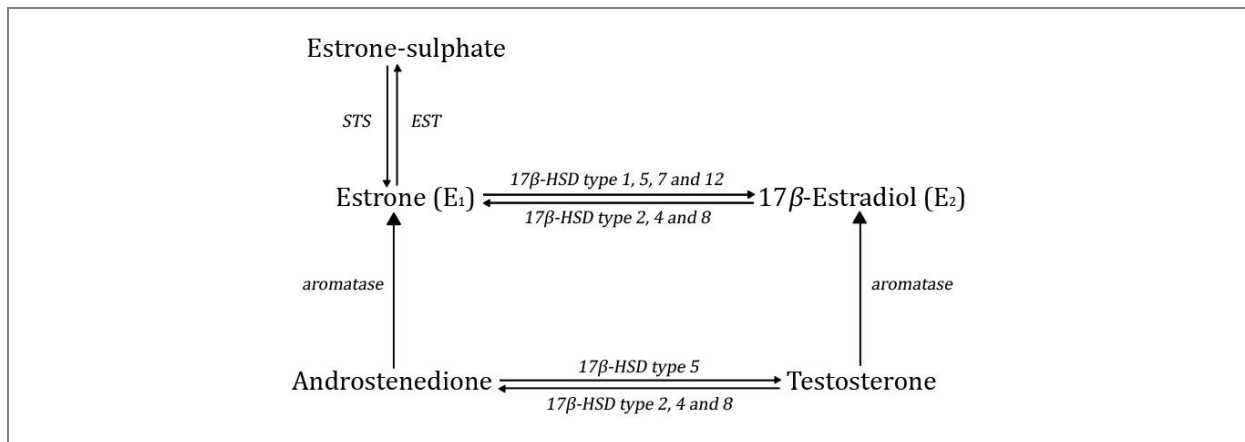 Estrone-sulphate
STS EST
17β-HSD type 1, 5, 7 and 12
Estrone (E₁) 17β-Estradiol (E₂)
17β-HSD type 2, 4 and 8
aromatase aromatase
17β-HSD type 5
Androstenedione Testosterone
17β-HSD type 2, 4 and 8